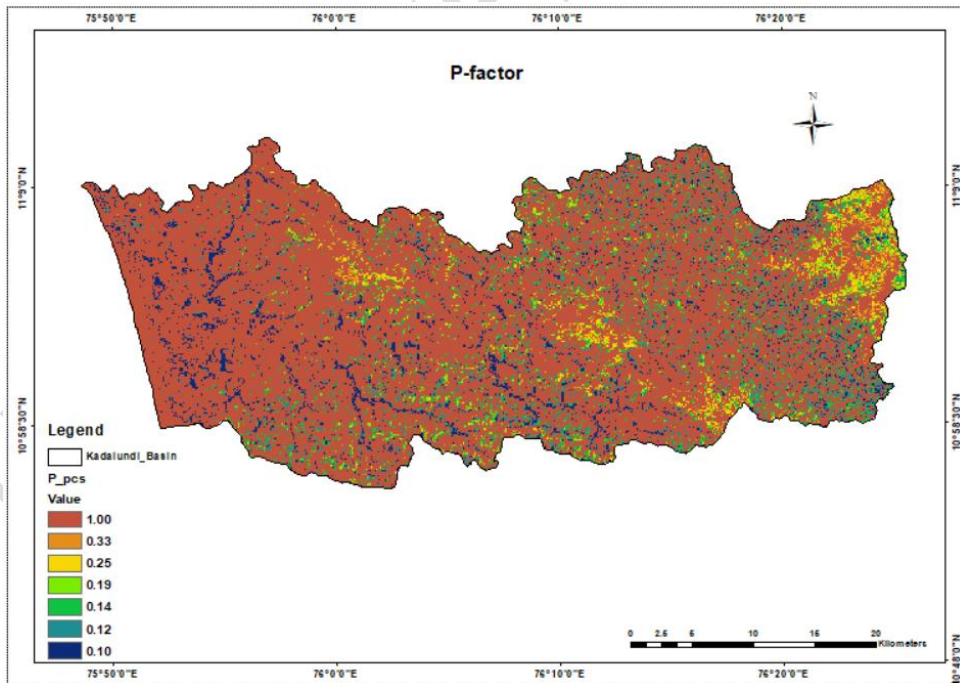 75°50'0"E 76°0'0"E 76°10'0"E 76°20'0"E
P-factor
N
11°9'0"N
11°9'0"N
10°58'30"N
10°58'30"N
Legend
Kadalundi_Basin
P_pcs
Value
1.00
0.33
0.25
0.19
0.14
0.12
0.10
0 2.5 5 10 15 20
Kilometers
10°48'0"N
75°50'0"E 76°0'0"E 76°10'0"E 76°20'0"E